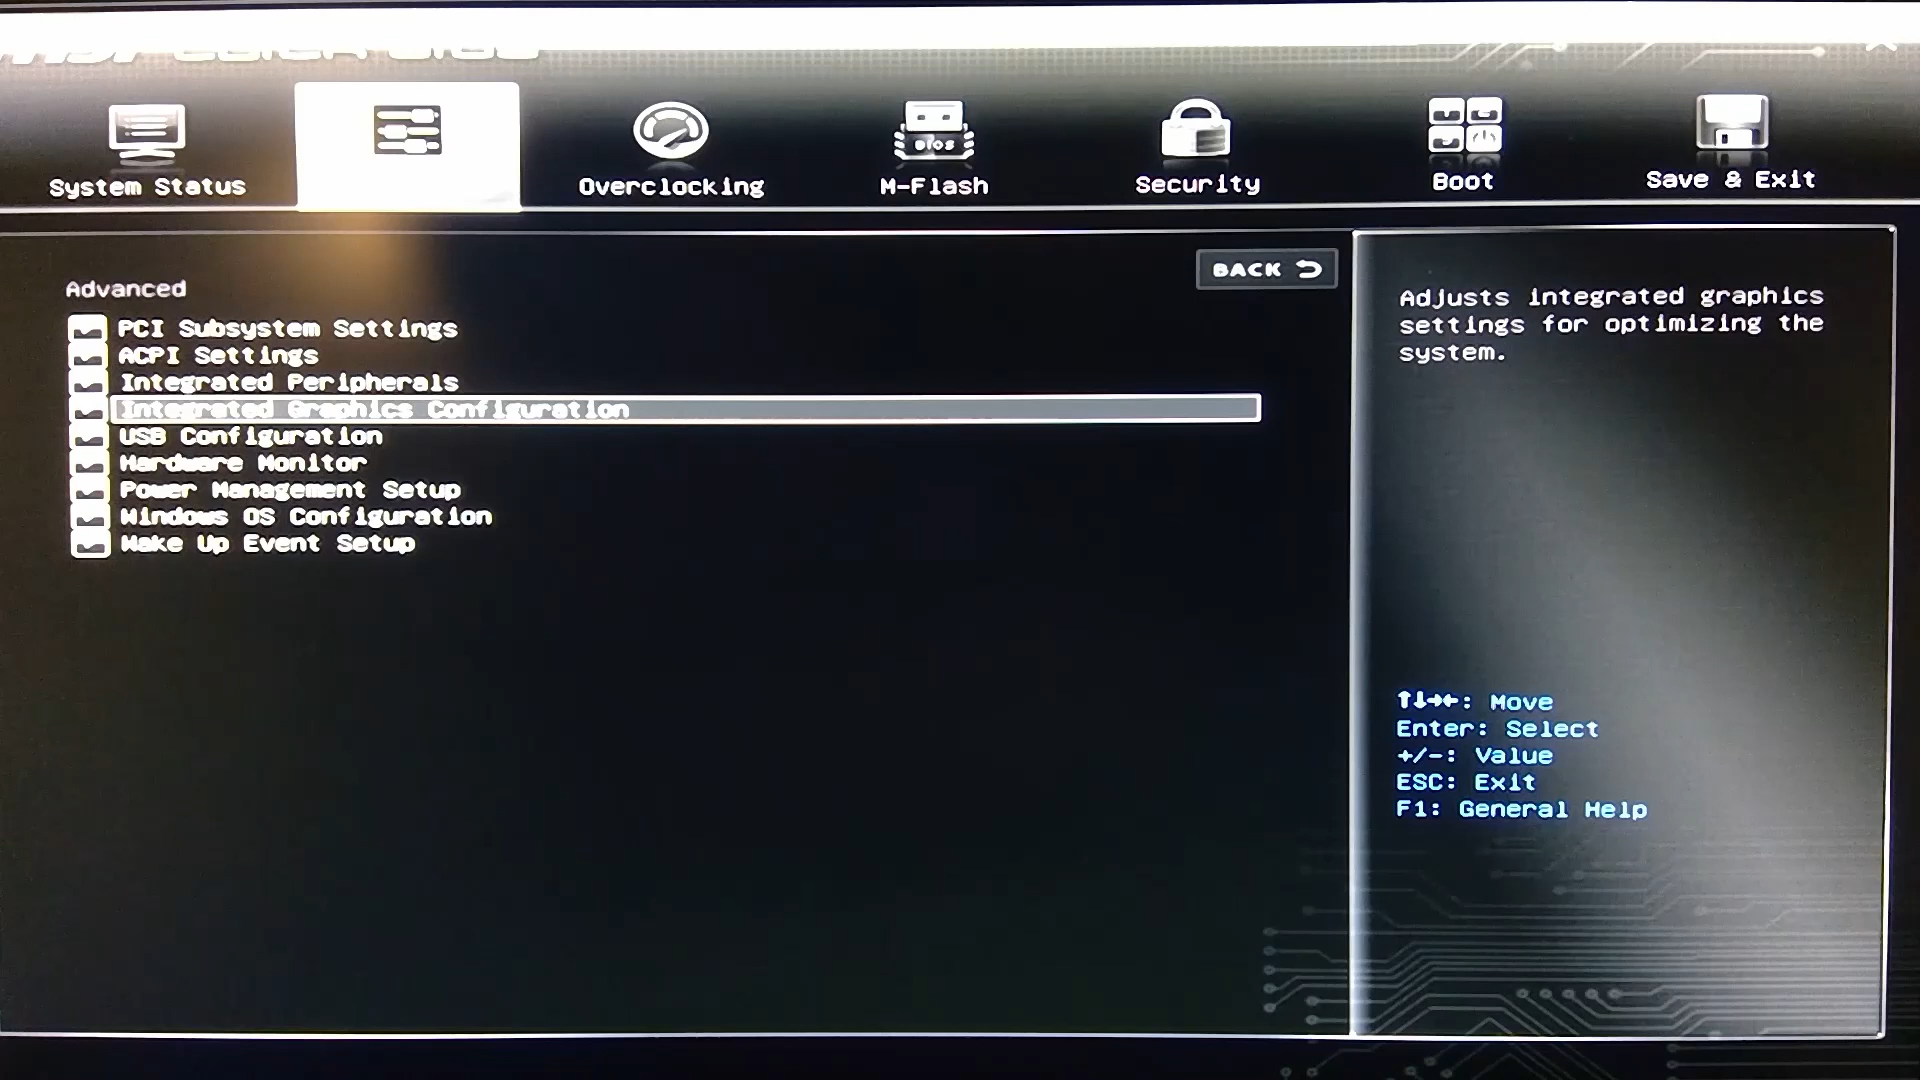 System Status
Overclocking
BIOS
M-Flash
Security
Boot
Save & Exit
BACK
Advanced
PCI Subsystem Settings
ACPI Settings
Integrated Peripherals
Integrated Graphics Configuration
USB Configuration
Hardware Monitor
Power Management Setup
Windows OS Configuration
Wake Up Event Setup
Adjusts integrated graphics
settings for optimizing the
system.
↑↓→←: Move
Enter: Select
+/-: Value
ESC: Exit
F1: General Help